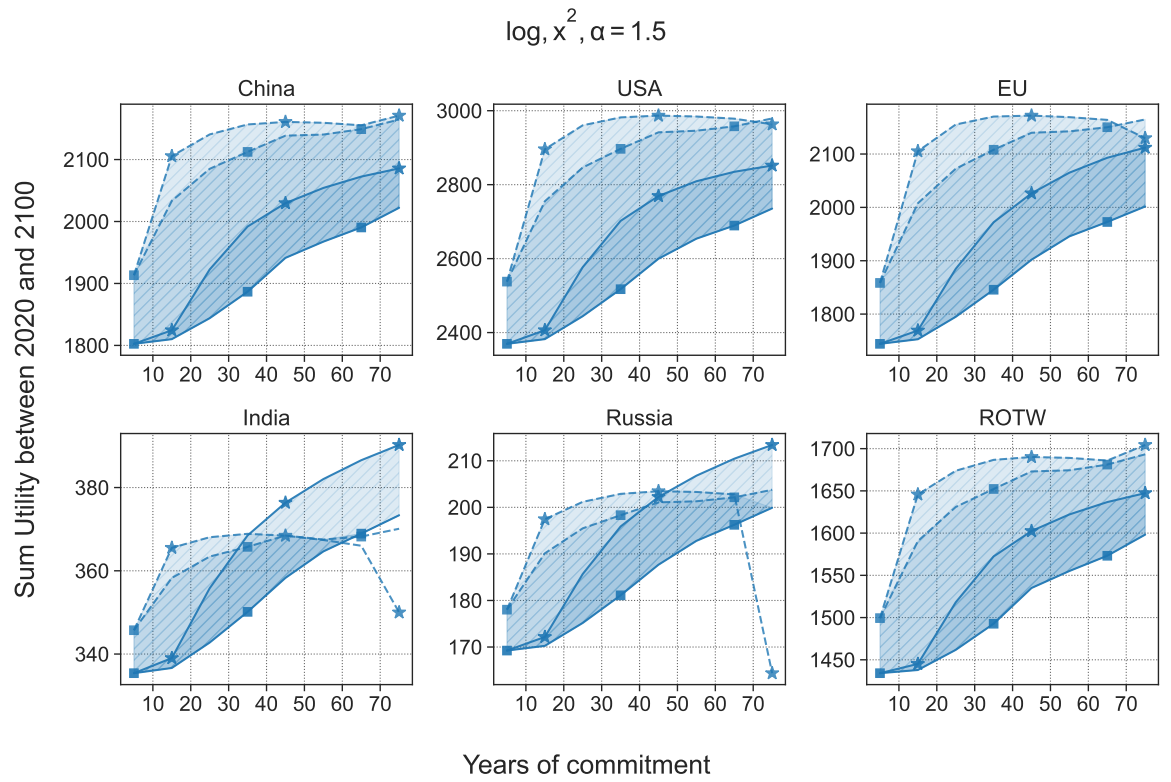 log, x², α = 1.5
China USA EU
2100
2000
1900
1800
10 20 30 40 50 60 70
3000
2800
2600
2400
10 20 30 40 50 60 70
2100
2000
1900
1800
10 20 30 40 50 60 70
India Russia ROTW
380
360
340
10 20 30 40 50 60 70
210
200
190
180
170
10 20 30 40 50 60 70
1700
1650
1600
1550
1500
1450
10 20 30 40 50 60 70
Sum Utility between 2020 and 2100
Years of commitment